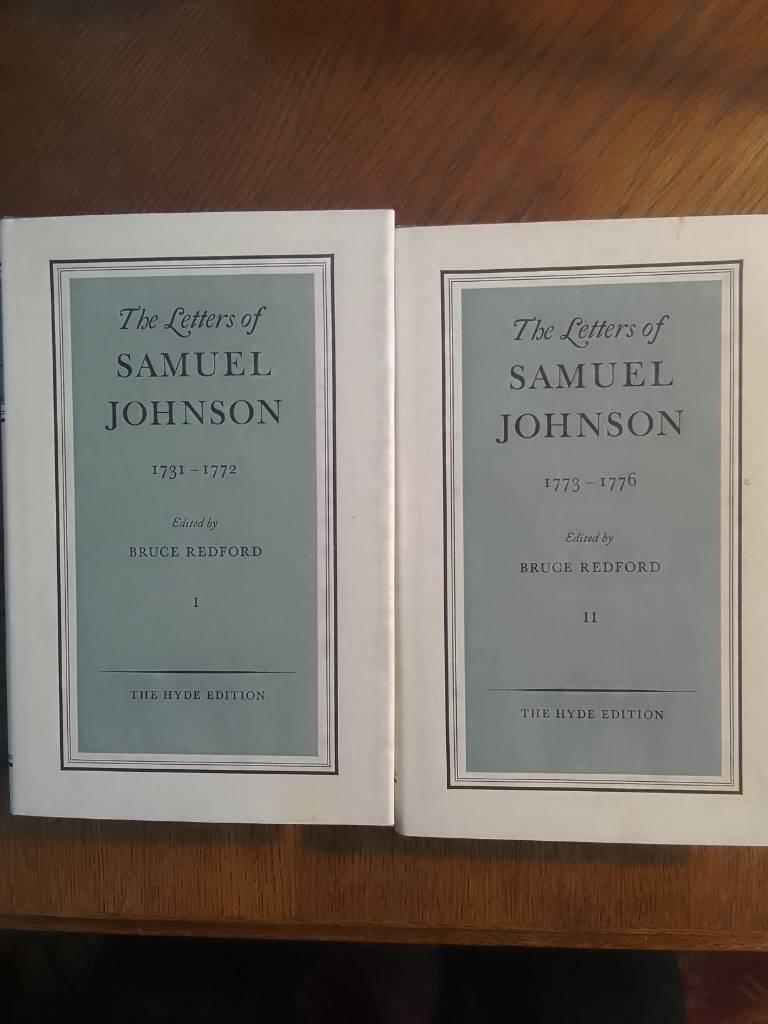 The Letters of
SAMUEL
JOHNSON
1731 – 1772
Edited by
BRUCE REDFORD
I
THE HYDE EDITION
The Letters of
SAMUEL
JOHNSON
1773 – 1776
Edited by
BRUCE REDFORD
II
THE HYDE EDITION